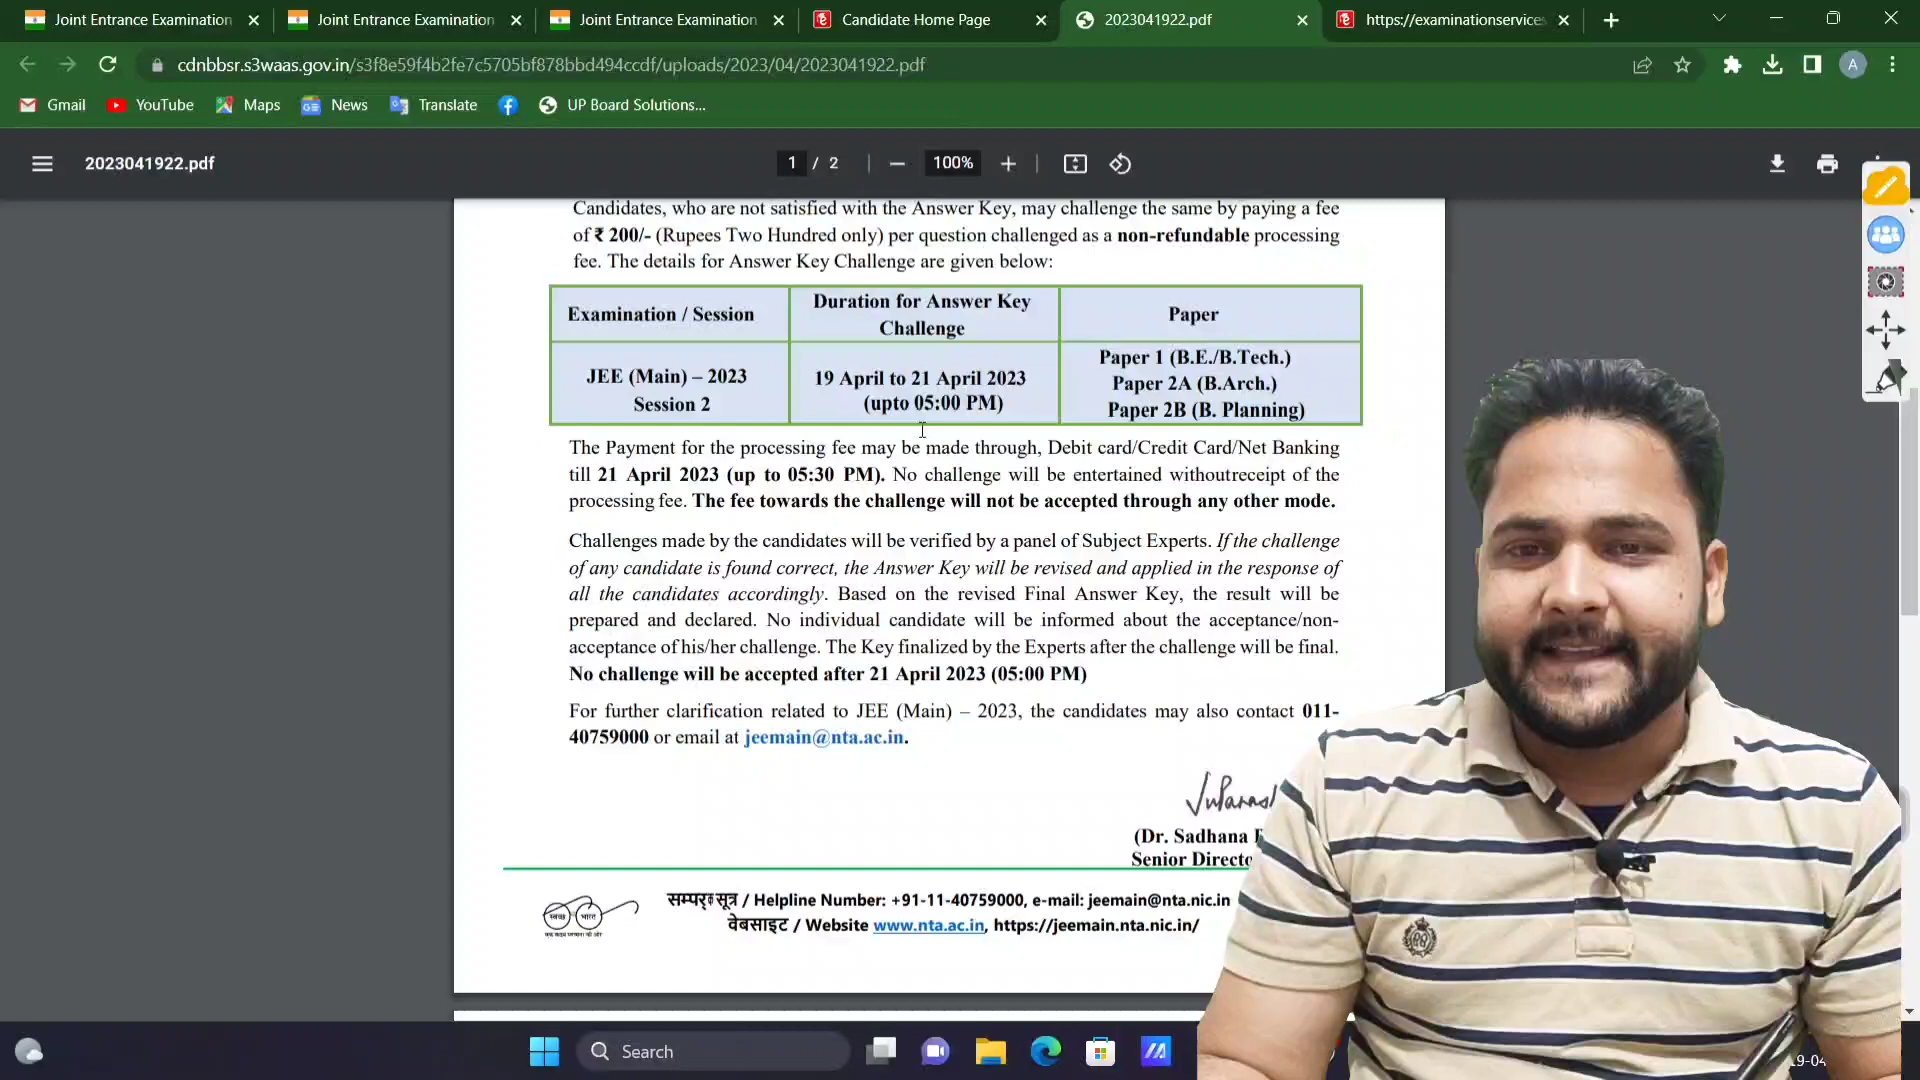 Joint Entrance Examination
Joint Entrance Examination
Joint Entrance Examination
Candidate Home Page
2023041922.pdf
https://examinationservices
cdnbbsr.s3waas.gov.in/s3f8e59f4b2fe7c5705bf878bbd494ccdf/uploads/2023/04/2023041922.pdf
A
Gmail
YouTube
Maps
News
Translate
UP Board Solutions...
2023041922.pdf
1 / 2
100%
Candidates, who are not satisfied with the Answer Key, may challenge the same by paying a fee
of ₹ 200/- (Rupees Two Hundred only) per question challenged as a non-refundable processing
fee. The details for Answer Key Challenge are given below:
Examination / Session
Duration for Answer Key
Challenge
Paper
JEE (Main) – 2023
Session 2
19 April to 21 April 2023
(upto 05:00 PM)
Paper 1 (B.E./B.Tech.)
Paper 2A (B.Arch.)
Paper 2B (B. Planning)
The Payment for the processing fee may be made through, Debit card/Credit Card/Net Banking
till 21 April 2023 (up to 05:30 PM). No challenge will be entertained withoutreceipt of the
processing fee. The fee towards the challenge will not be accepted through any other mode.
Challenges made by the candidates will be verified by a panel of Subject Experts. If the challenge
of any candidate is found correct, the Answer Key will be revised and applied in the response of
all the candidates accordingly. Based on the revised Final Answer Key, the result will be
prepared and declared. No individual candidate will be informed about the acceptance/non-
acceptance of his/her challenge. The Key finalized by the Experts after the challenge will be final.
No challenge will be accepted after 21 April 2023 (05:00 PM)
For further clarification related to JEE (Main) – 2023, the candidates may also contact 011-
40759000 or email at jeemain@nta.ac.in.
(Dr. Sadhana
Senior Directo
स्वच्छ भारत
सूत्र / Helpline Number: +91-11-40759000, e-mail: jeemain@nta.nic.in
वेबसाइट / Website www.nta.ac.in, https://jeemain.nta.nic.in/
Search
19-04